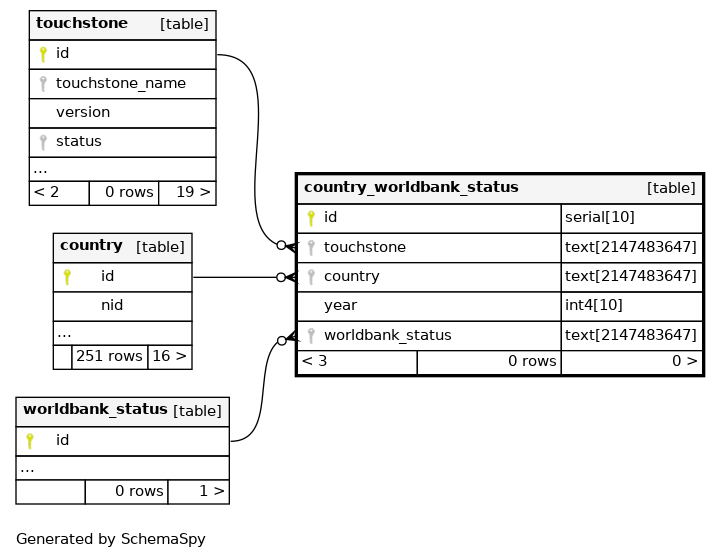 touchstone [table]
id
touchstone_name
version
status
...
< 2 0 rows 19 >
country_worldbank_status [table]
id serial[10]
touchstone text[2147483647]
country text[2147483647]
year int4[10]
worldbank_status text[2147483647]
< 3 0 rows 0 >
country [table]
id
nid
...
251 rows 16 >
worldbank_status [table]
id
...
0 rows 1 >
Generated by SchemaSpy